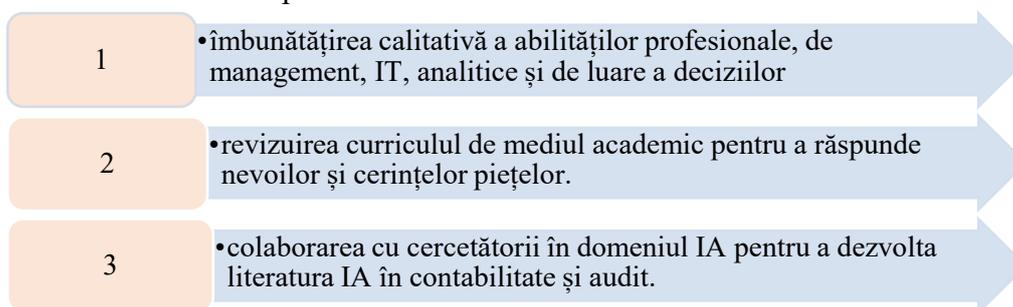 1
•îmbunătățirea calitativă a abilităților profesionale, de
management, IT, analitice și de luare a deciziilor
2
•revizuirea curriculul de mediul academic pentru a răspunde
nevoilor și cerințelor piețelor.
3
•colaborarea cu cercetătorii în domeniul IA pentru a dezvolta
literatura IA în contabilitate și audit.